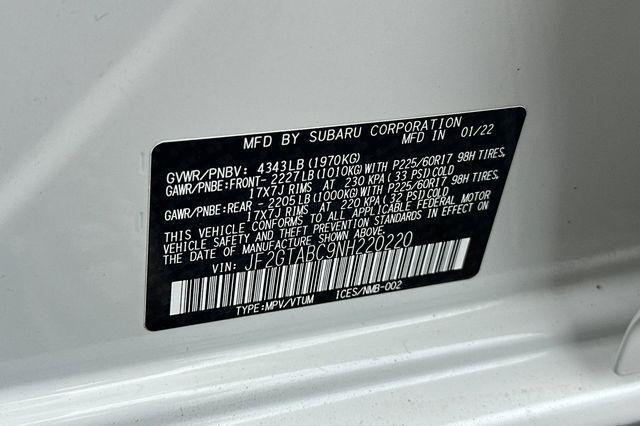 MFD BY SUBARU CORPORATION
MFD IN 01/22
GVWR/PNBV: 4343LB(1970KG)
GAWR/PNBE:FRONT-2227LB(1010KG)WITH P225/60R17 98H TIRES,
17x7J RIMS AT 230 KPA(33 PSI)COLD
GAWR/PNBE:REAR - 2205LB(1000KG)WITH P225/60R17 98H TIRES,
17x7J RIMS AT 220 KPA(32 PSI)COLD
THIS VEHICLE CONFORMS TO ALL APPLICABLE FEDERAL MOTOR
VEHICLE SAFETY AND THEFT PREVENTION STANDARDS IN EFFECT ON
THE DATE OF MANUFACTURE SHOWN ABOVE.
VIN: JF2GTABC9NH220220
TYPE:MPV/VTUM ICES/NMB-002